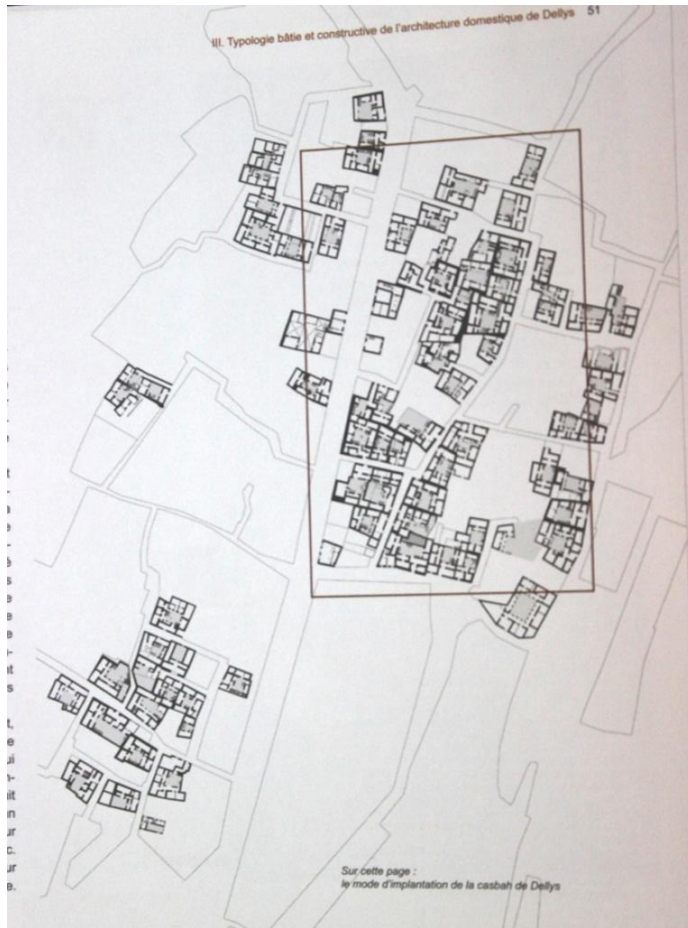 III. Typologie bâtie et constructive de l'architecture domestique de Dellys 51
Sur cette page :
le mode d'implantation de la casbah de Dellys